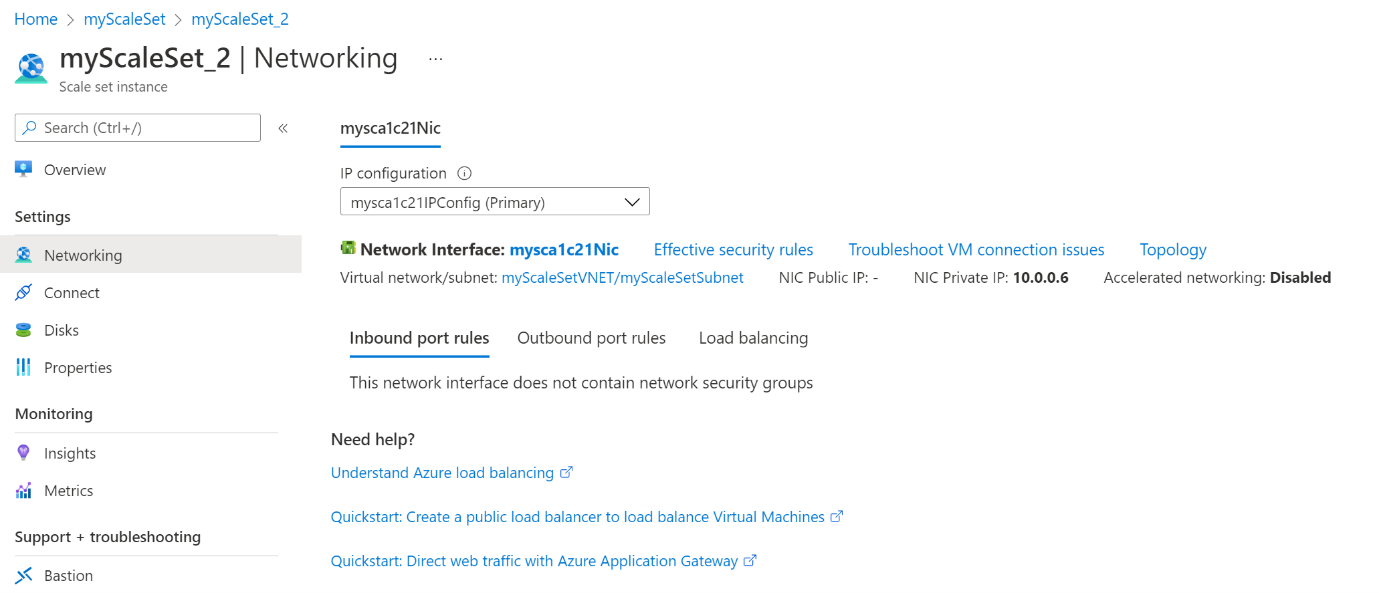 Home > myScaleSet > myScaleSet_2
myScaleSet_2 | Networking ...
Scale set instance
Search (Ctrl+/) «
Overview
Settings
Networking
Connect
Disks
Properties
Monitoring
Insights
Metrics
Support + troubleshooting
Bastion
mysca1c21Nic
IP configuration
mysca1c21IPConfig (Primary)
Network Interface: mysca1c21Nic Effective security rules Troubleshoot VM connection issues Topology
Virtual network/subnet: myScaleSetVNET/myScaleSetSubnet NIC Public IP: - NIC Private IP: 10.0.0.6 Accelerated networking: Disabled
Inbound port rules Outbound port rules Load balancing
This network interface does not contain network security groups
Need help?
Understand Azure load balancing
Quickstart: Create a public load balancer to load balance Virtual Machines
Quickstart: Direct web traffic with Azure Application Gateway